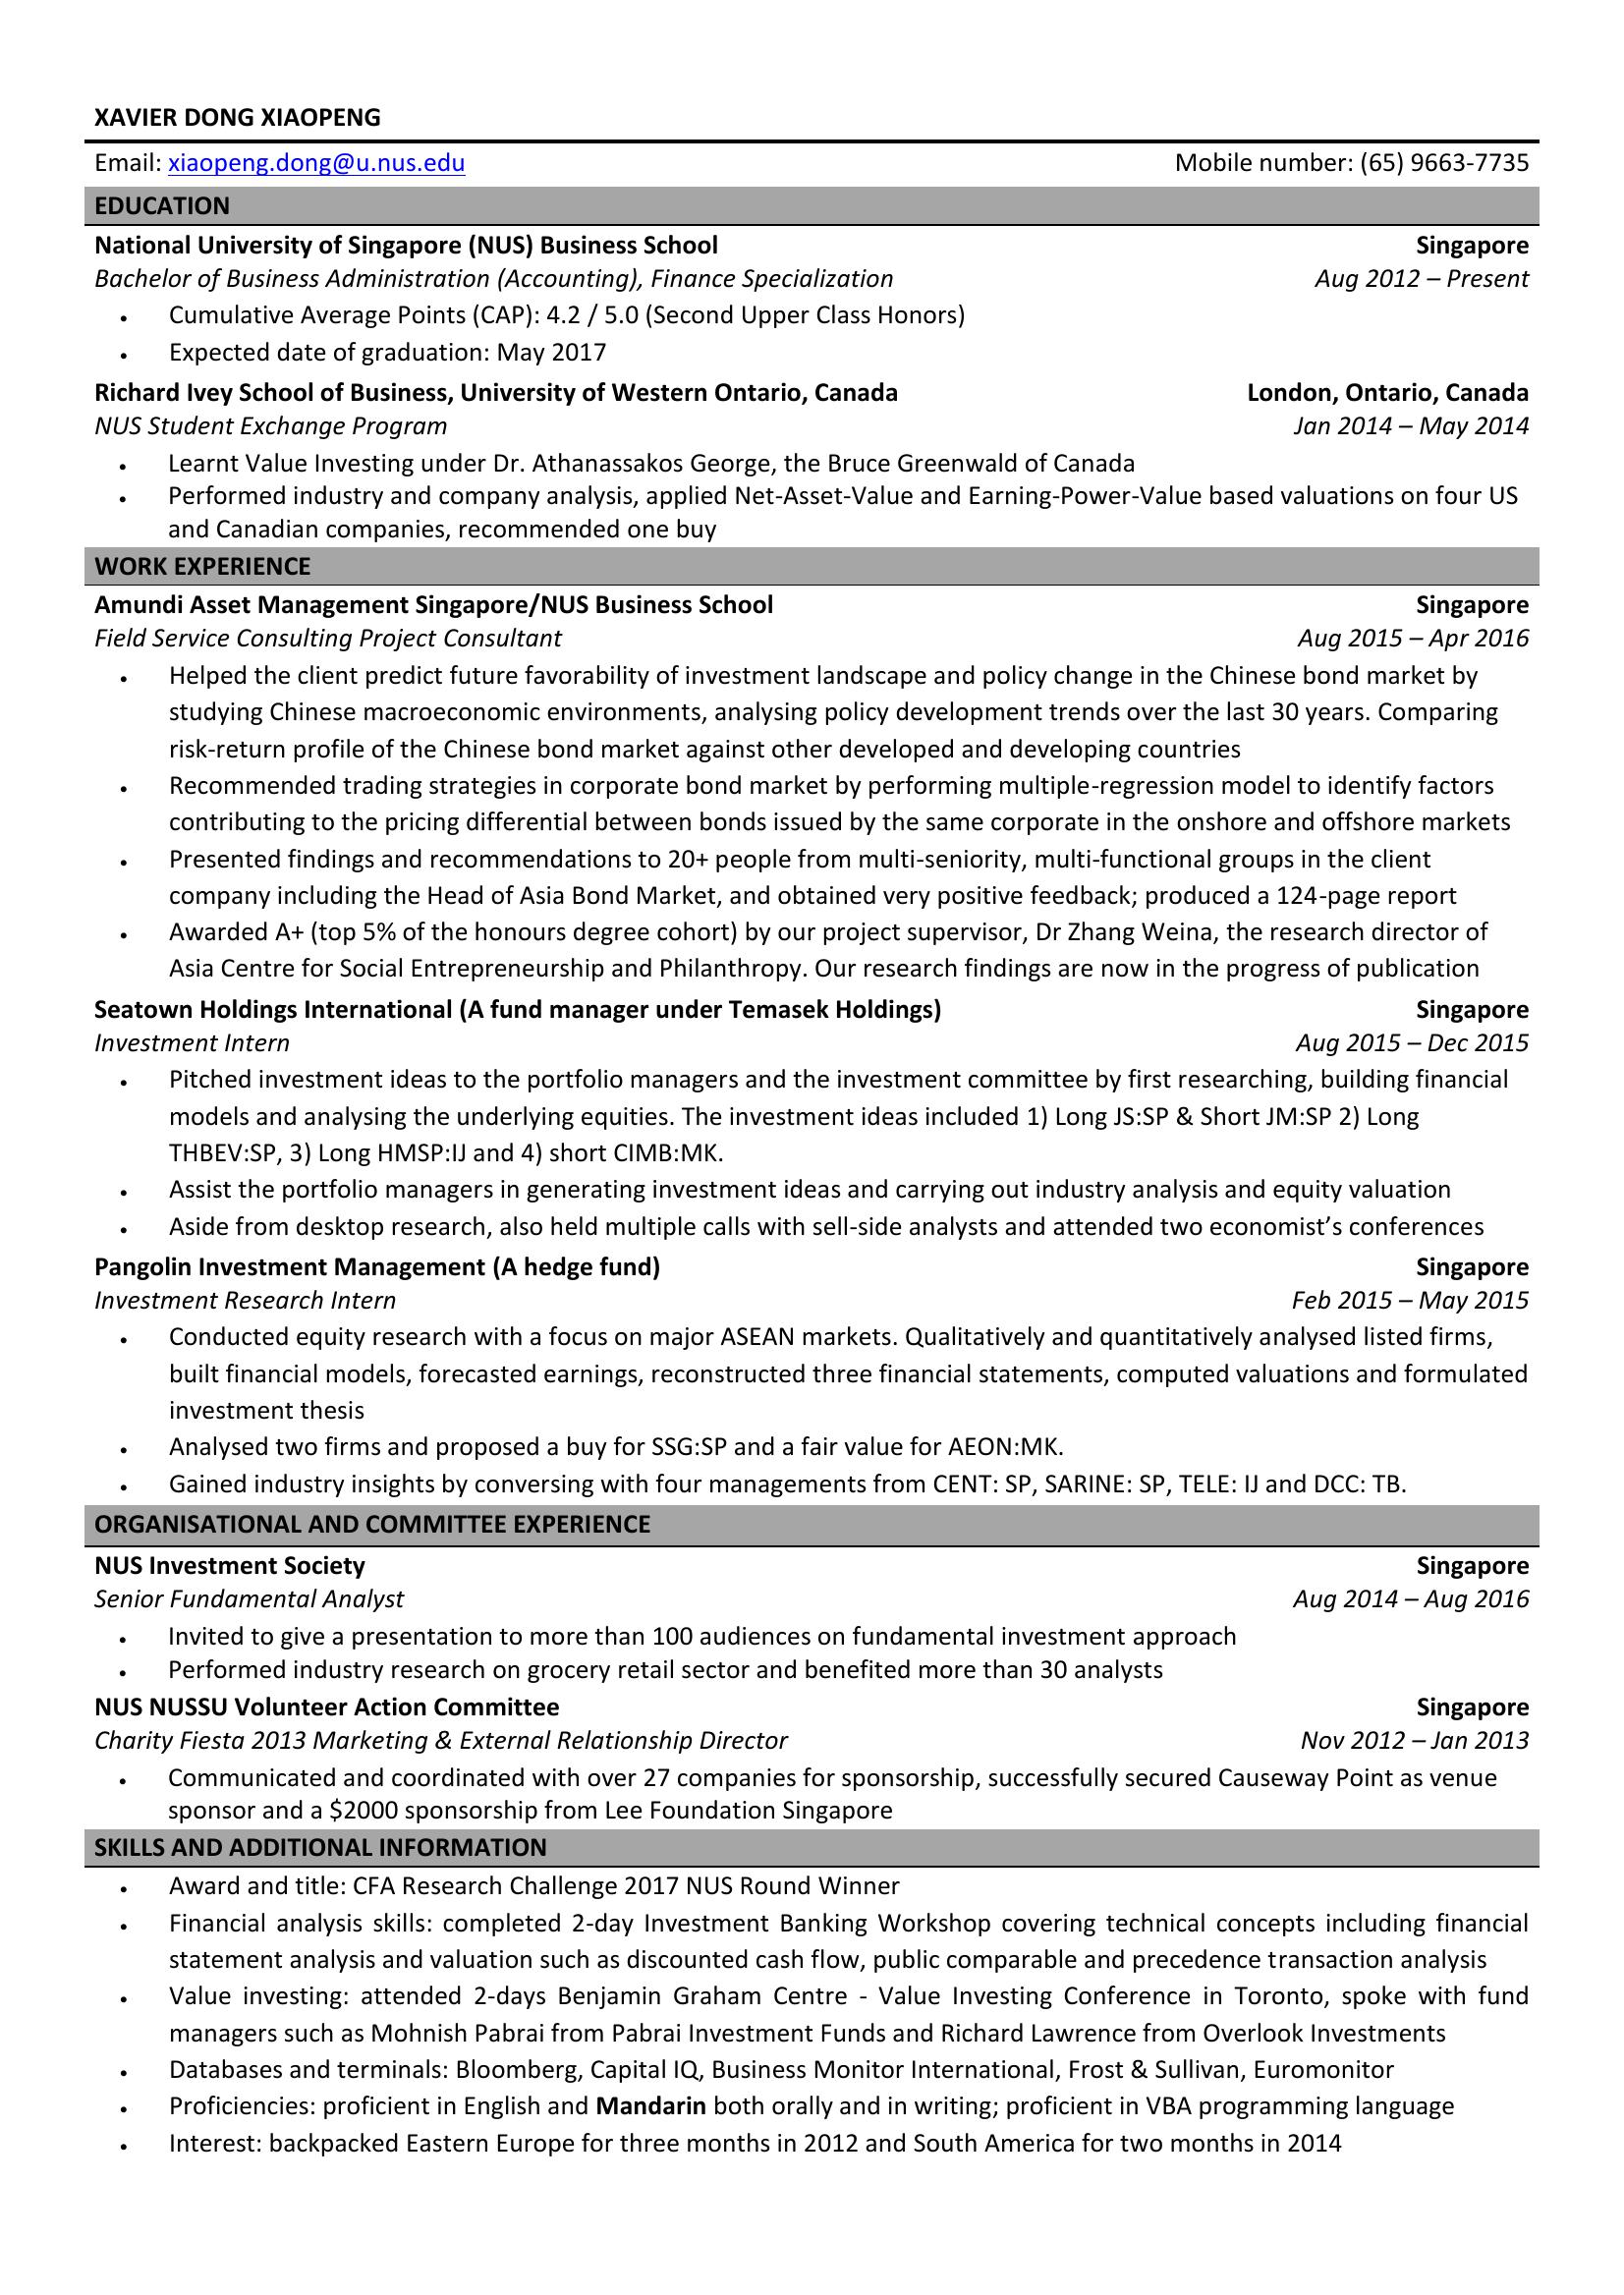 XAVIER DONG XIAOPENG
Email: xiaopeng.dong@u.nus.edu Mobile number: (65) 9663-7735
EDUCATION
National University of Singapore (NUS) Business School Singapore
Bachelor of Business Administration (Accounting), Finance Specialization Aug 2012 – Present
• Cumulative Average Points (CAP): 4.2 / 5.0 (Second Upper Class Honors)
• Expected date of graduation: May 2017
Richard Ivey School of Business, University of Western Ontario, Canada London, Ontario, Canada
NUS Student Exchange Program Jan 2014 – May 2014
• Learnt Value Investing under Dr. Athanassakos George, the Bruce Greenwald of Canada
• Performed industry and company analysis, applied Net-Asset-Value and Earning-Power-Value based valuations on four US
and Canadian companies, recommended one buy
WORK EXPERIENCE
Amundi Asset Management Singapore/NUS Business School Singapore
Field Service Consulting Project Consultant Aug 2015 – Apr 2016
• Helped the client predict future favorability of investment landscape and policy change in the Chinese bond market by
studying Chinese macroeconomic environments, analysing policy development trends over the last 30 years. Comparing
risk-return profile of the Chinese bond market against other developed and developing countries
• Recommended trading strategies in corporate bond market by performing multiple-regression model to identify factors
contributing to the pricing differential between bonds issued by the same corporate in the onshore and offshore markets
• Presented findings and recommendations to 20+ people from multi-seniority, multi-functional groups in the client
company including the Head of Asia Bond Market, and obtained very positive feedback; produced a 124-page report
• Awarded A+ (top 5% of the honours degree cohort) by our project supervisor, Dr Zhang Weina, the research director of
Asia Centre for Social Entrepreneurship and Philanthropy. Our research findings are now in the progress of publication
Seatown Holdings International (A fund manager under Temasek Holdings) Singapore
Investment Intern Aug 2015 – Dec 2015
• Pitched investment ideas to the portfolio managers and the investment committee by first researching, building financial
models and analysing the underlying equities. The investment ideas included 1) Long JS:SP & Short JM:SP 2) Long
THBEV:SP, 3) Long HMSP:IJ and 4) short CIMB:MK.
• Assist the portfolio managers in generating investment ideas and carrying out industry analysis and equity valuation
• Aside from desktop research, also held multiple calls with sell-side analysts and attended two economist’s conferences
Pangolin Investment Management (A hedge fund) Singapore
Investment Research Intern Feb 2015 – May 2015
• Conducted equity research with a focus on major ASEAN markets. Qualitatively and quantitatively analysed listed firms,
built financial models, forecasted earnings, reconstructed three financial statements, computed valuations and formulated
investment thesis
• Analysed two firms and proposed a buy for SSG:SP and a fair value for AEON:MK.
• Gained industry insights by conversing with four managements from CENT: SP, SARINE: SP, TELE: IJ and DCC: TB.
ORGANISATIONAL AND COMMITTEE EXPERIENCE
NUS Investment Society Singapore
Senior Fundamental Analyst Aug 2014 – Aug 2016
• Invited to give a presentation to more than 100 audiences on fundamental investment approach
• Performed industry research on grocery retail sector and benefited more than 30 analysts
NUS NUSSU Volunteer Action Committee Singapore
Charity Fiesta 2013 Marketing & External Relationship Director Nov 2012 – Jan 2013
• Communicated and coordinated with over 27 companies for sponsorship, successfully secured Causeway Point as venue
sponsor and a $2000 sponsorship from Lee Foundation Singapore
SKILLS AND ADDITIONAL INFORMATION
• Award and title: CFA Research Challenge 2017 NUS Round Winner
• Financial analysis skills: completed 2-day Investment Banking Workshop covering technical concepts including financial
statement analysis and valuation such as discounted cash flow, public comparable and precedence transaction analysis
• Value investing: attended 2-days Benjamin Graham Centre - Value Investing Conference in Toronto, spoke with fund
managers such as Mohnish Pabrai from Pabrai Investment Funds and Richard Lawrence from Overlook Investments
• Databases and terminals: Bloomberg, Capital IQ, Business Monitor International, Frost & Sullivan, Euromonitor
• Proficiencies: proficient in English and Mandarin both orally and in writing; proficient in VBA programming language
• Interest: backpacked Eastern Europe for three months in 2012 and South America for two months in 2014